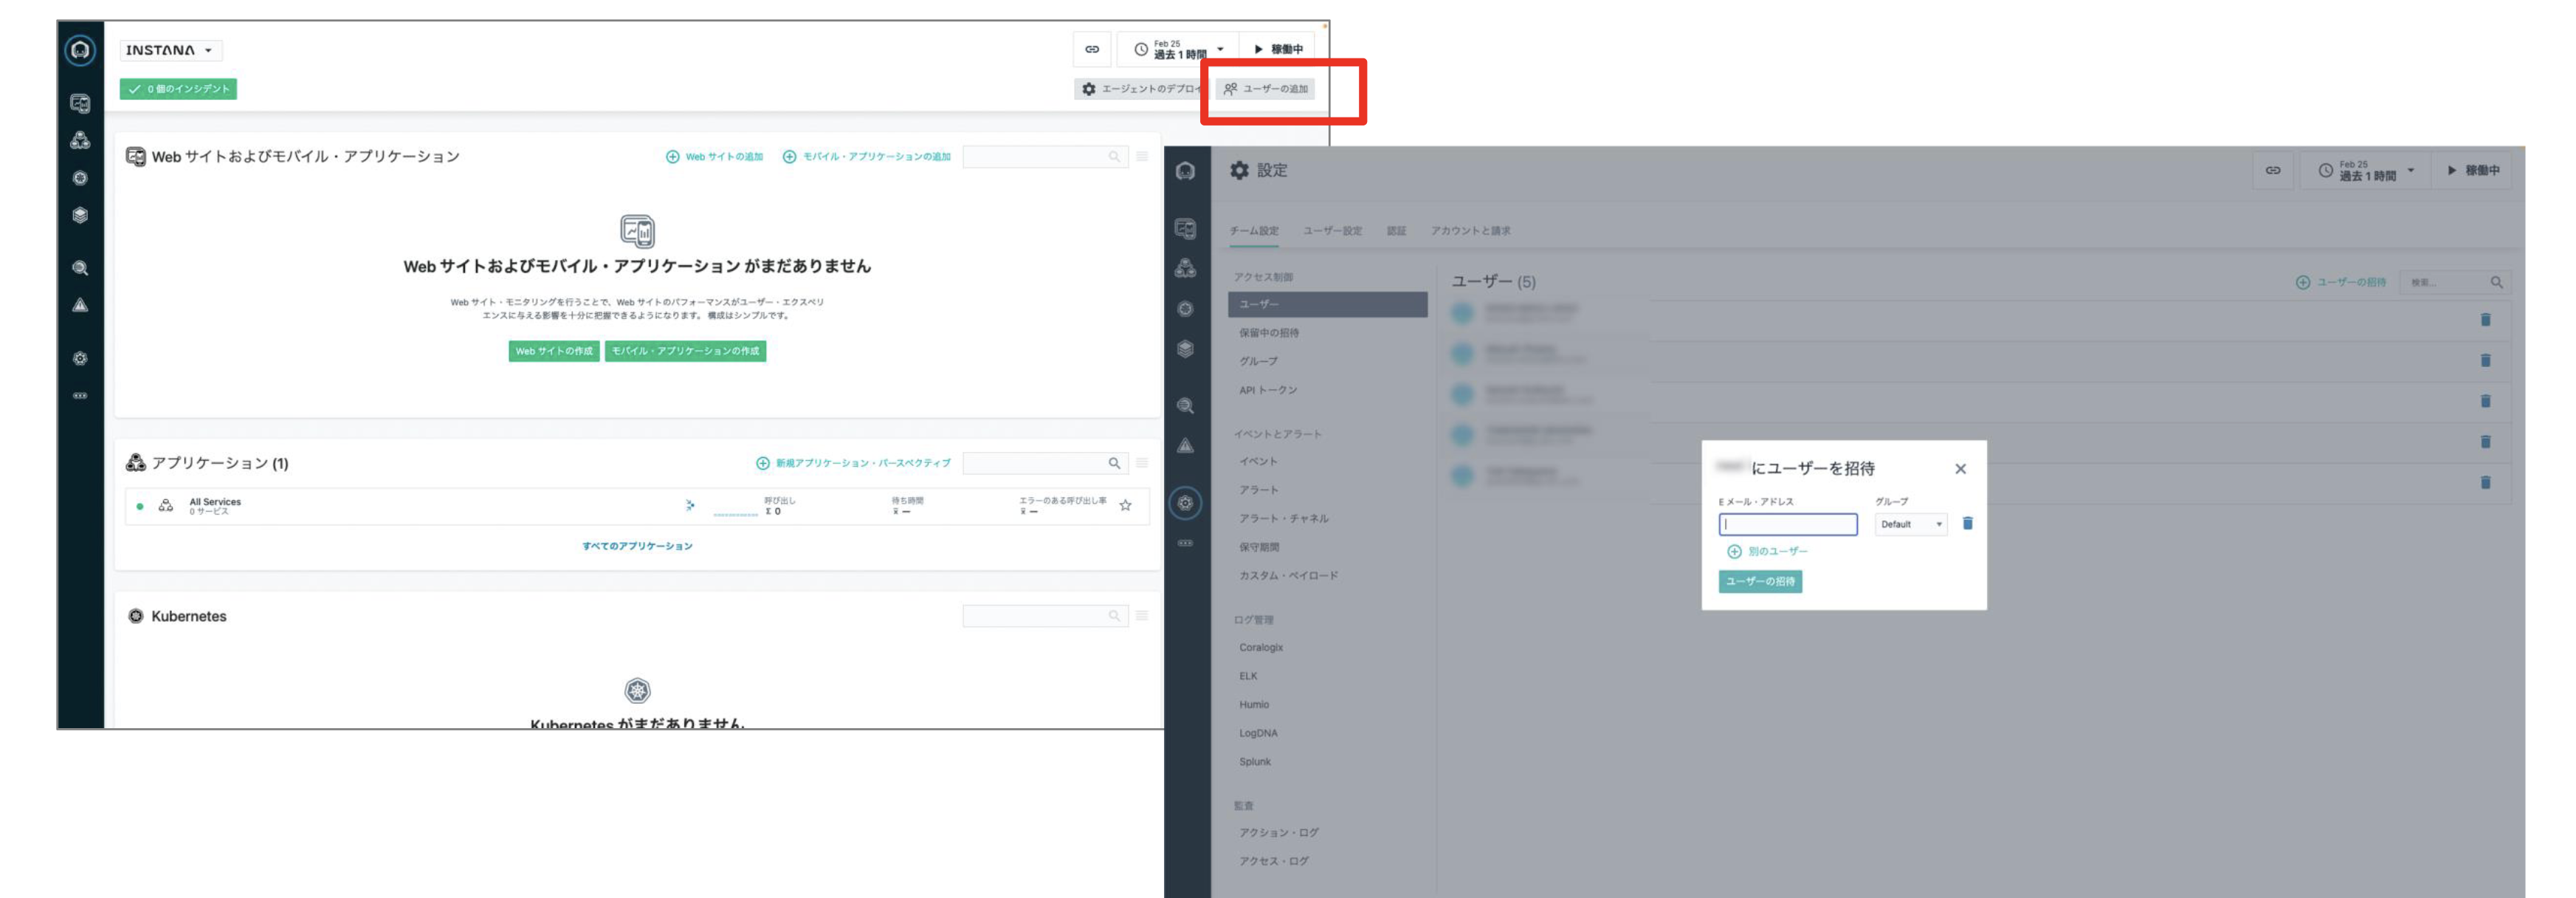 INSTANA
Feb 25
過去 1 時間
稼働中
0 個のインシデント
エージェントのデプロイ
ユーザーの追加
Web サイトおよびモバイル・アプリケーション
Web サイトの追加
モバイル・アプリケーションの追加
Web サイトおよびモバイル・アプリケーション がまだありません
Web サイト・モニタリングを行うことで、Web サイトのパフォーマンスがユーザー・エクスペリ
エンスに与える影響を十分に把握できるようになります。 構成はシンプルです。
Web サイトの作成
モバイル・アプリケーションの作成
アプリケーション (1)
新規アプリケーション・パースペクティブ
All Services
0 サービス
呼び出し
Σ 0
待ち時間
x̄ —
エラーのある呼び出し率
x̄ —
すべてのアプリケーション
Kubernetes
Kubernetes がまだありません
設定
Feb 25
過去 1 時間
稼働中
チーム設定
ユーザー設定
認証
アカウントと請求
アクセス制御
ユーザー
保留中の招待
グループ
API トークン
イベントとアラート
イベント
アラート
アラート・チャネル
保守期間
カスタム・ペイロード
ログ管理
Coralogix
ELK
Humio
LogDNA
Splunk
監査
アクション・ログ
アクセス・ログ
ユーザー (5)
ユーザーの招待
検索...
にユーザーを招待
E メール・アドレス
グループ
Default
別のユーザー
ユーザーの招待